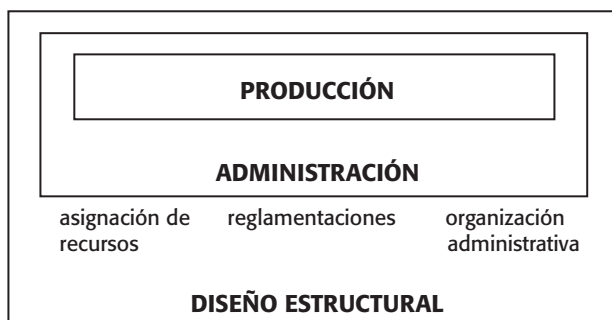 PRODUCCIÓN
ADMINISTRACIÓN
asignación de reglamentaciones organización
recursos administrativa
DISEÑO ESTRUCTURAL